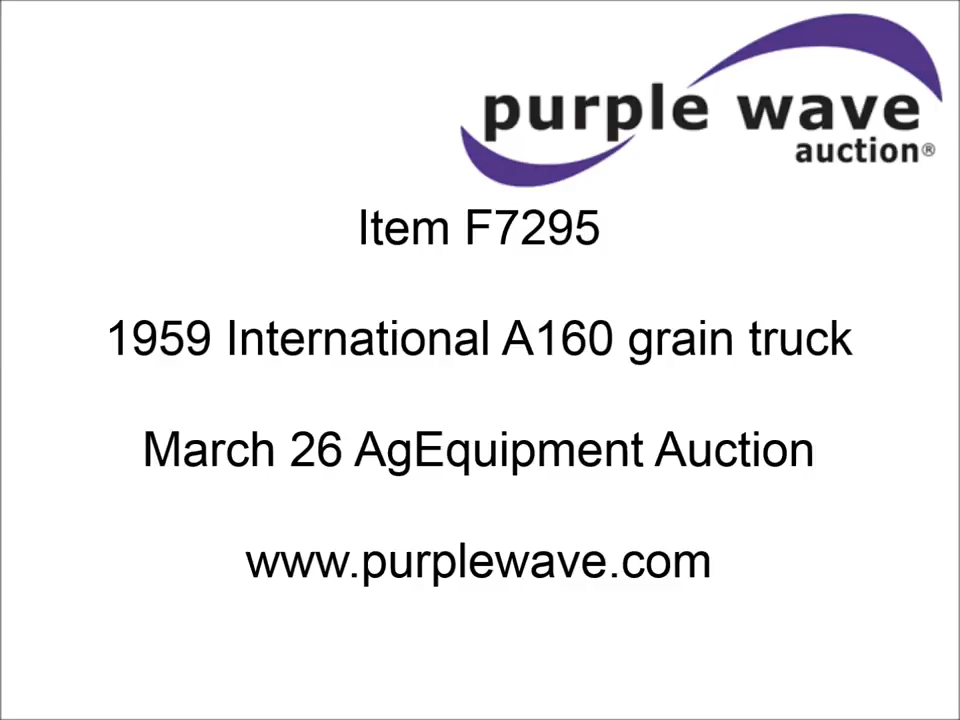 purple wave
auction®
Item F7295
1959 International A160 grain truck
March 26 AgEquipment Auction
www.purplewave.com